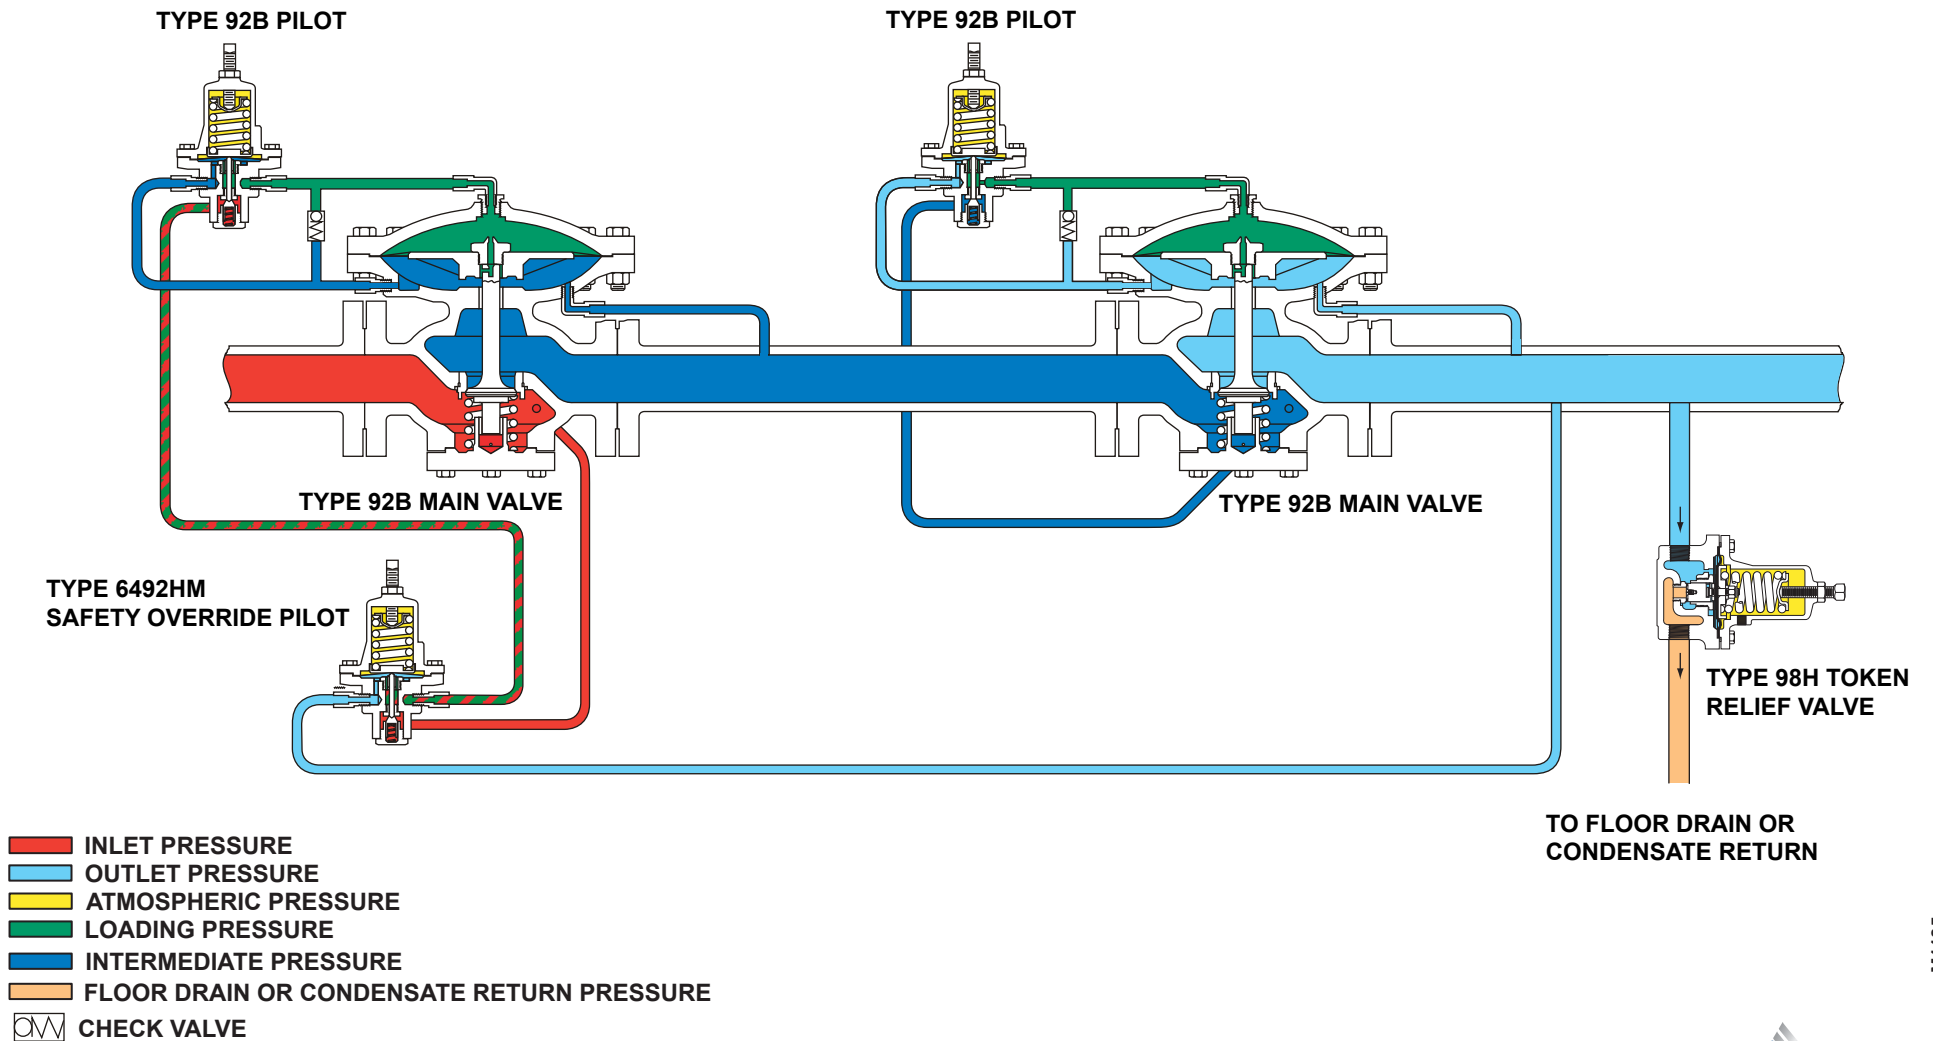 TYPE 92B PILOT
TYPE 92B PILOT
TYPE 92B MAIN VALVE
TYPE 92B MAIN VALVE
TYPE 6492HM
SAFETY OVERRIDE PILOT
TYPE 98H TOKEN
RELIEF VALVE
TO FLOOR DRAIN OR
CONDENSATE RETURN
INLET PRESSURE
OUTLET PRESSURE
ATMOSPHERIC PRESSURE
LOADING PRESSURE
INTERMEDIATE PRESSURE
FLOOR DRAIN OR CONDENSATE RETURN PRESSURE
CHECK VALVE